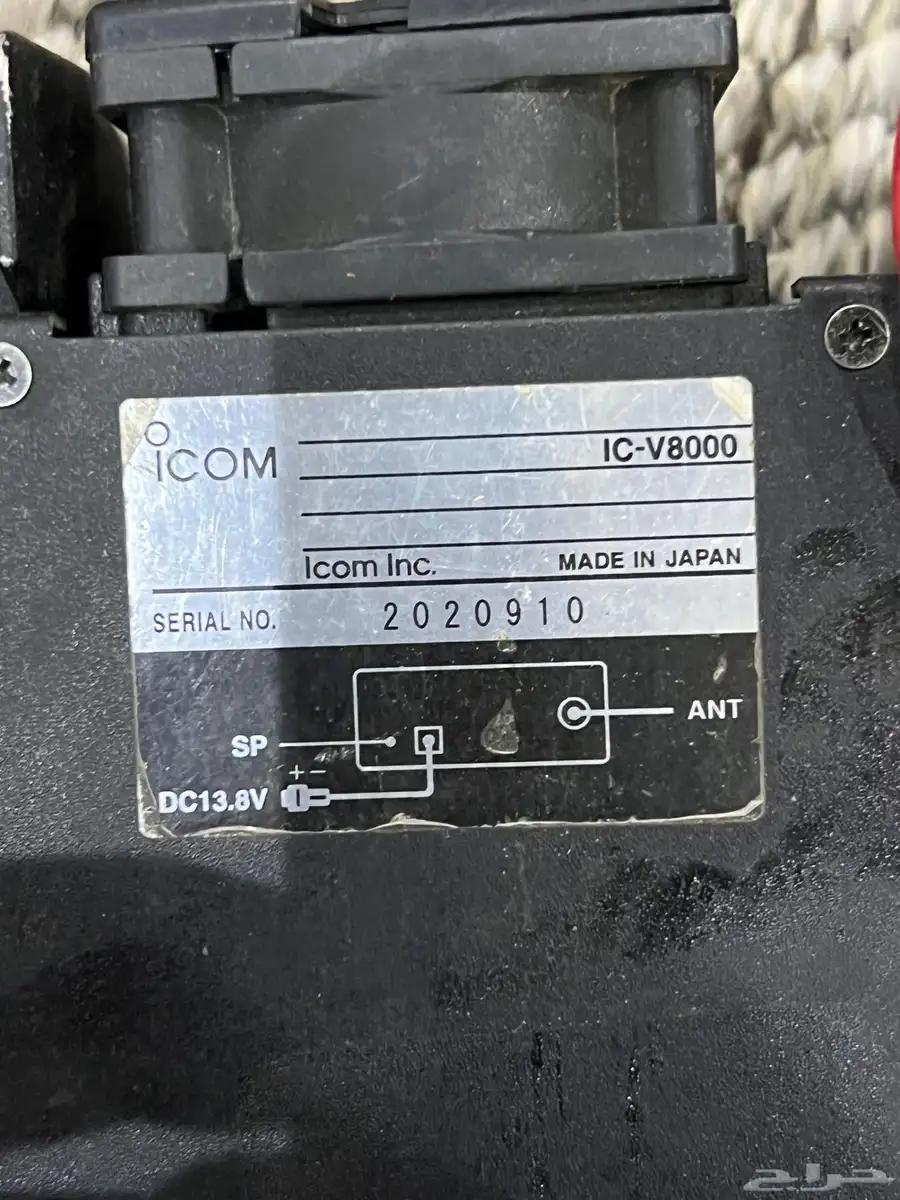 ICOM
IC-V8000
Icom Inc. MADE IN JAPAN
SERIAL NO. 2020910
ANT
SP
+ −
DC13.8V
حراج